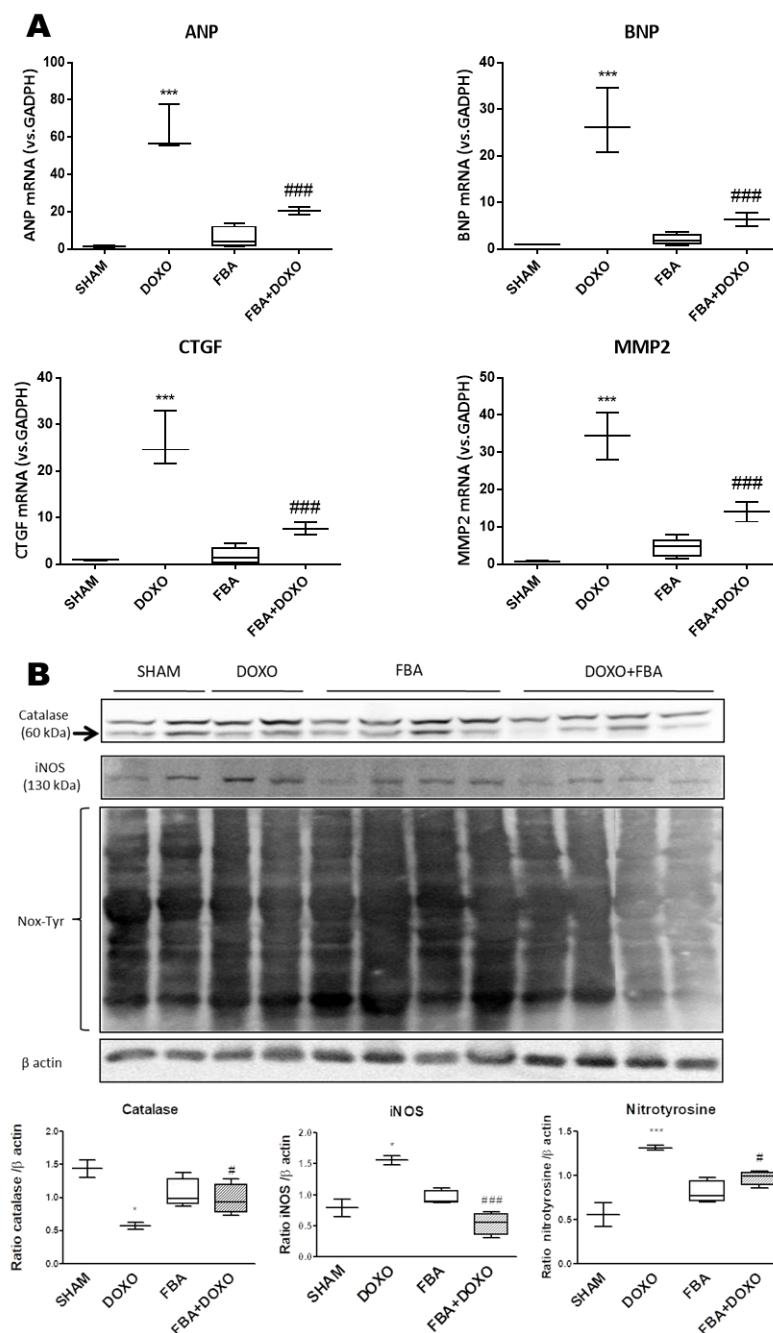 A
ANP
ANP mRNA (vs.GADPH)
100
80
60
40
20
0
***
###
SHAM
DOXO
FBA
FBA+DOXO
BNP
BNP mRNA (vs.GADPH)
40
30
20
10
0
***
###
SHAM
DOXO
FBA
FBA+DOXO
CTGF
CTGF mRNA (vs.GADPH)
40
30
20
10
0
***
###
SHAM
DOXO
FBA
FBA+DOXO
MMP2
MMP2 mRNA (vs.GADPH)
50
40
30
20
10
0
***
###
SHAM
DOXO
FBA
FBA+DOXO
B
SHAM DOXO FBA DOXO+FBA
Catalase
(60 kDa)
iNOS
(130 kDa)
Nox-Tyr
β actin
Catalase
Ratio catalase /β actin
2.0
1.5
1.0
0.5
0.0
*
#
SHAM
DOXO
FBA
FBA+DOXO
iNOS
Ratio iNOS /β actin
2.0
1.5
1.0
0.5
0.0
*
###
SHAM
DOXO
FBA
FBA+DOXO
Nitrotyrosine
Ratio nitrotyrosine /β actin
1.5
1.0
0.5
0.0
***
#
SHAM
DOXO
FBA
FBA+DOXO